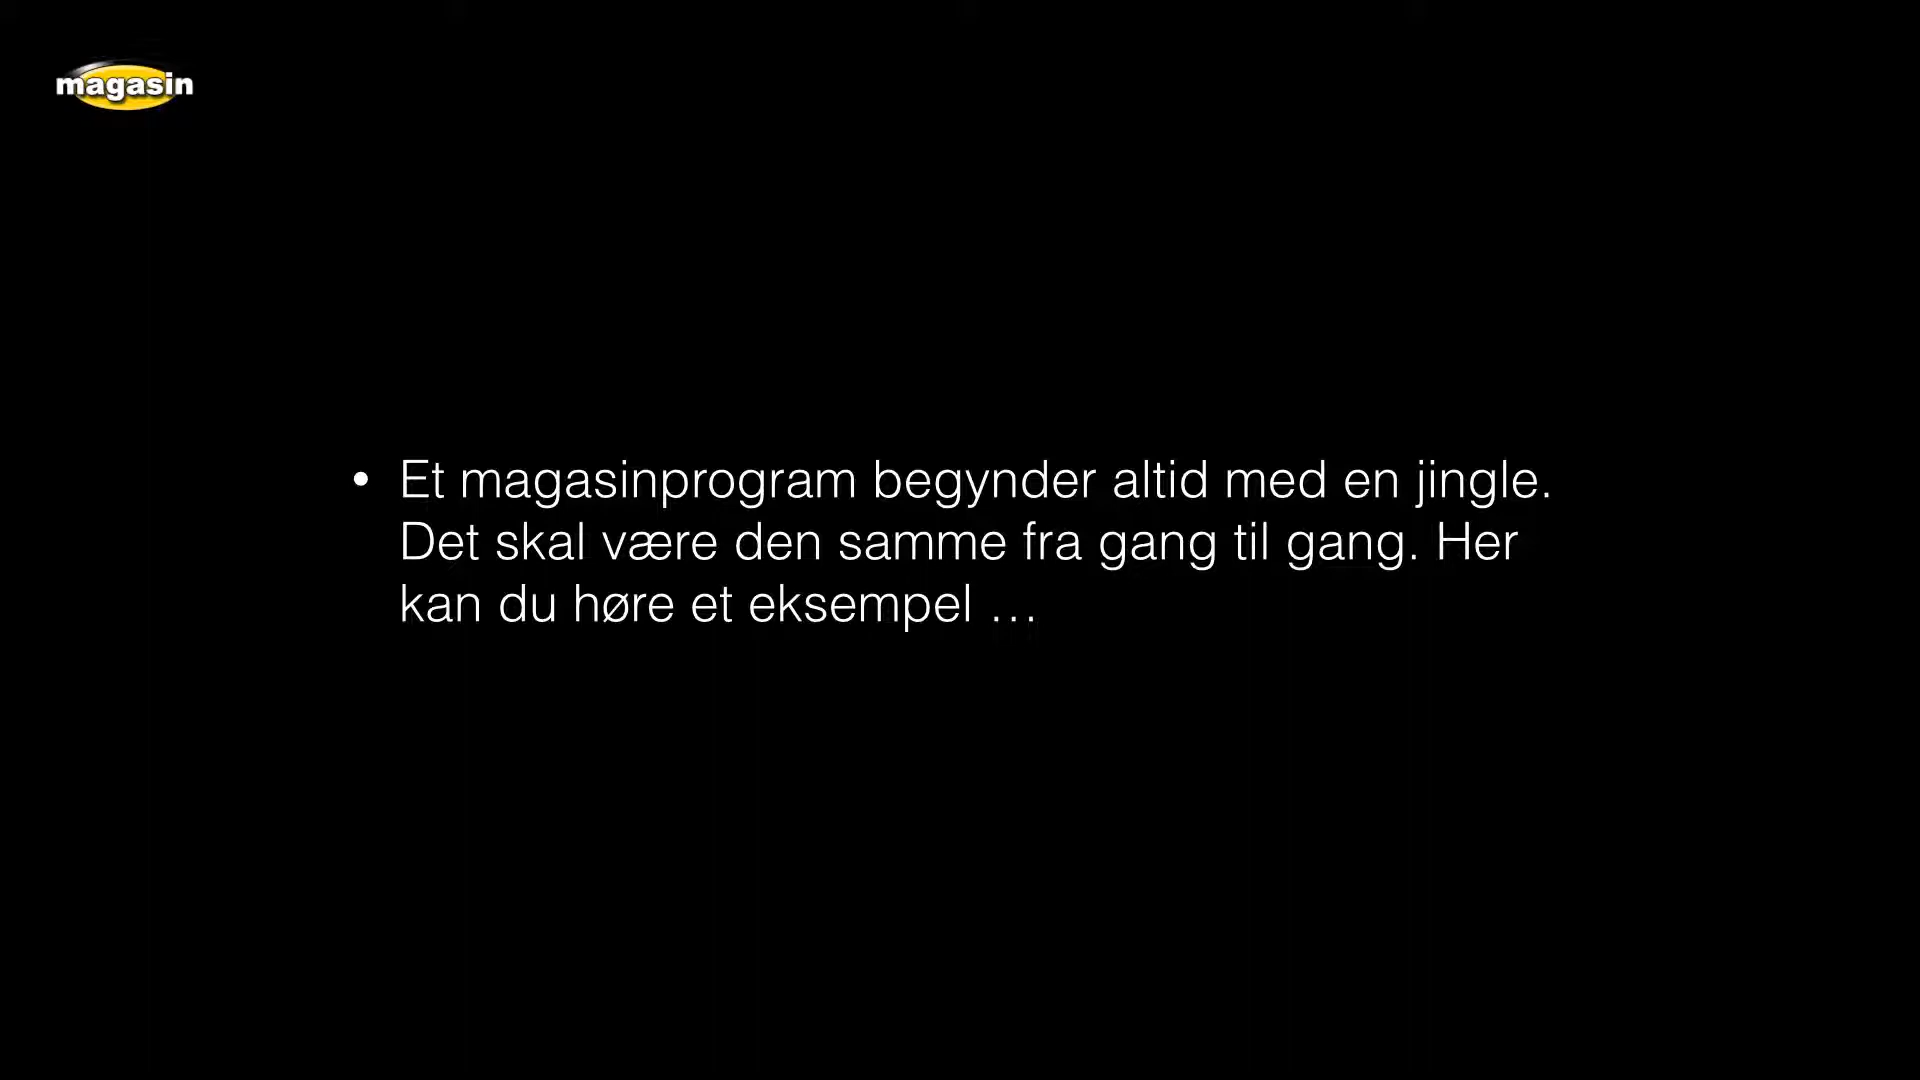 magasin
• Et magasinprogram begynder altid med en jingle.
Det skal være den samme fra gang til gang. Her
kan du høre et eksempel …